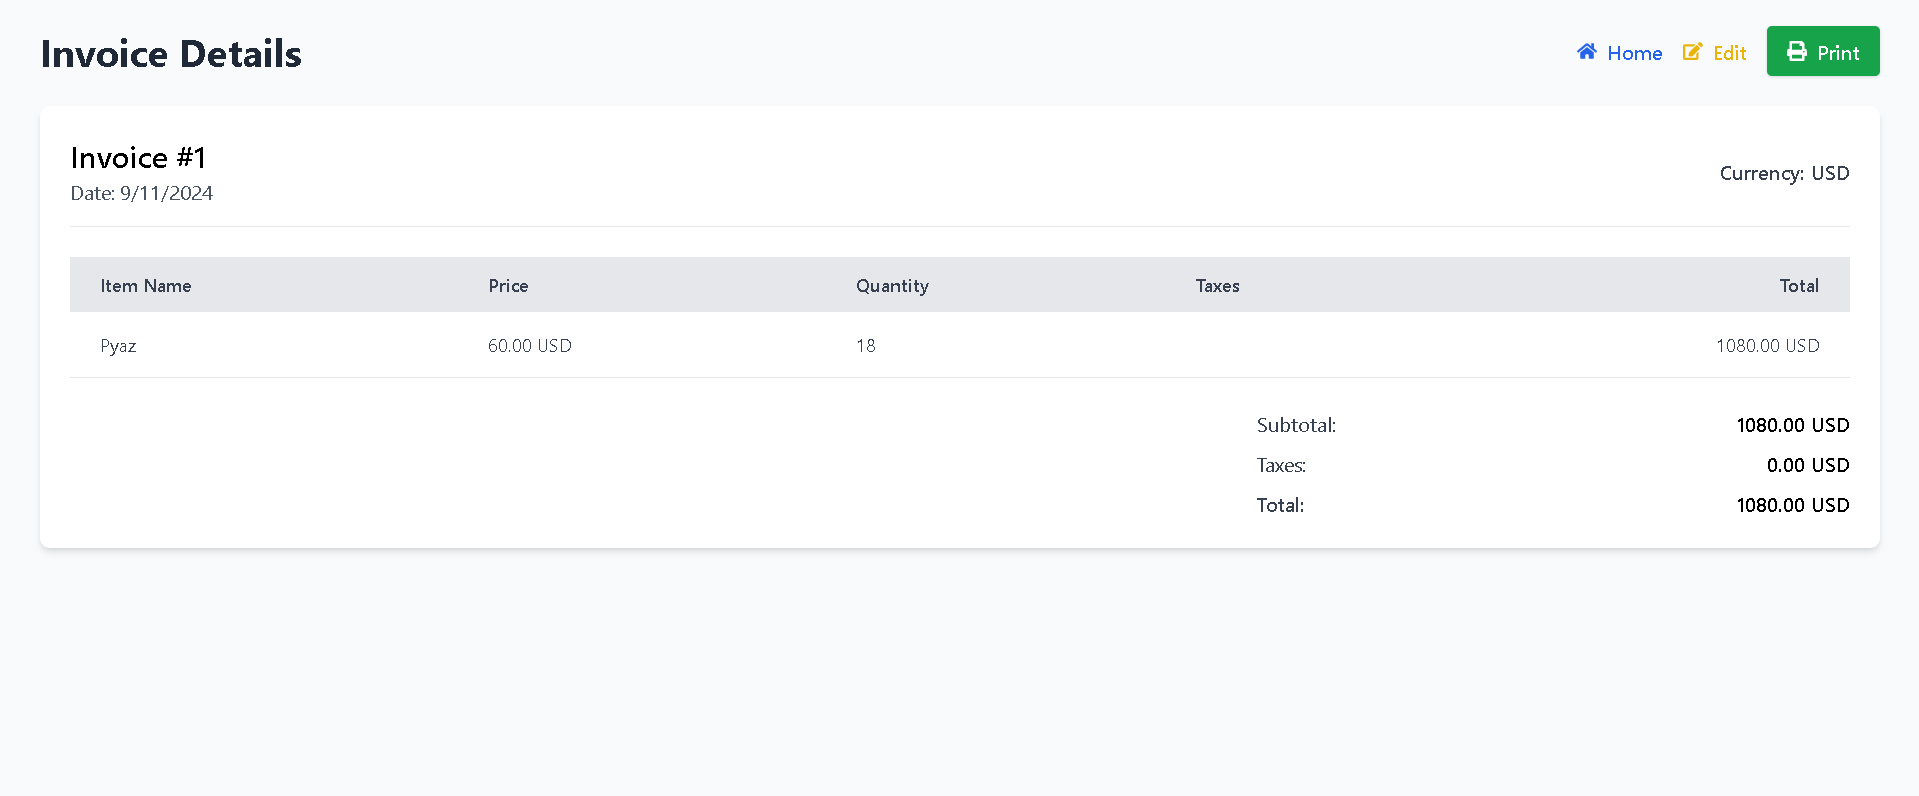 Invoice Details
Home Edit Print
Invoice #1
Date: 9/11/2024
Currency: USD
Item Name Price Quantity Taxes Total
Pyaz 60.00 USD 18 1080.00 USD
Subtotal: 1080.00 USD
Taxes: 0.00 USD
Total: 1080.00 USD